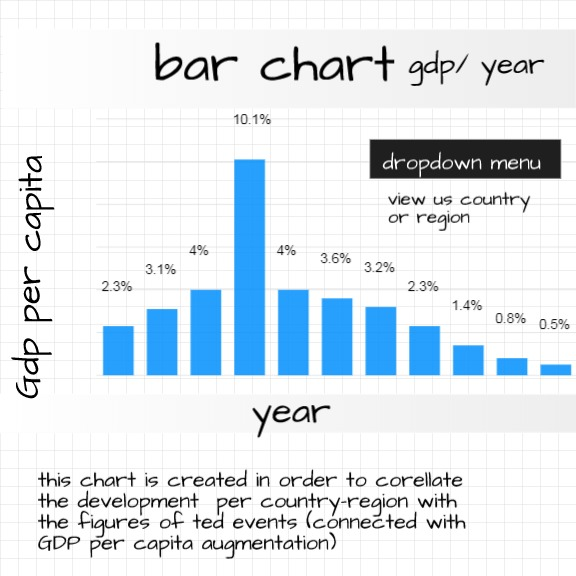 bar chart gdp/ year
10.1%
dropdown menu
view us country
or region
Gdp per capita
2.3% 3.1% 4% 4% 3.6% 3.2% 2.3% 1.4% 0.8% 0.5%
year
this chart is created in order to corellate
the development per country-region with
the figures of ted events (connected with
GDP per capita augmentation)